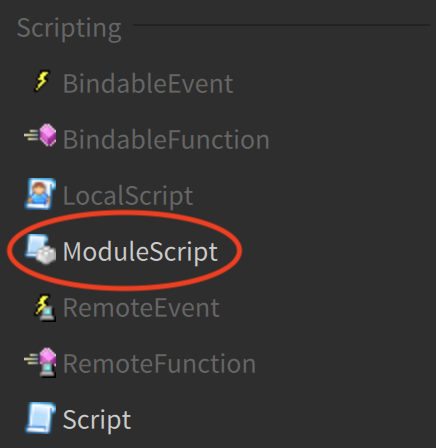 Scripting
BindableEvent
BindableFunction
LocalScript
ModuleScript
RemoteEvent
RemoteFunction
Script